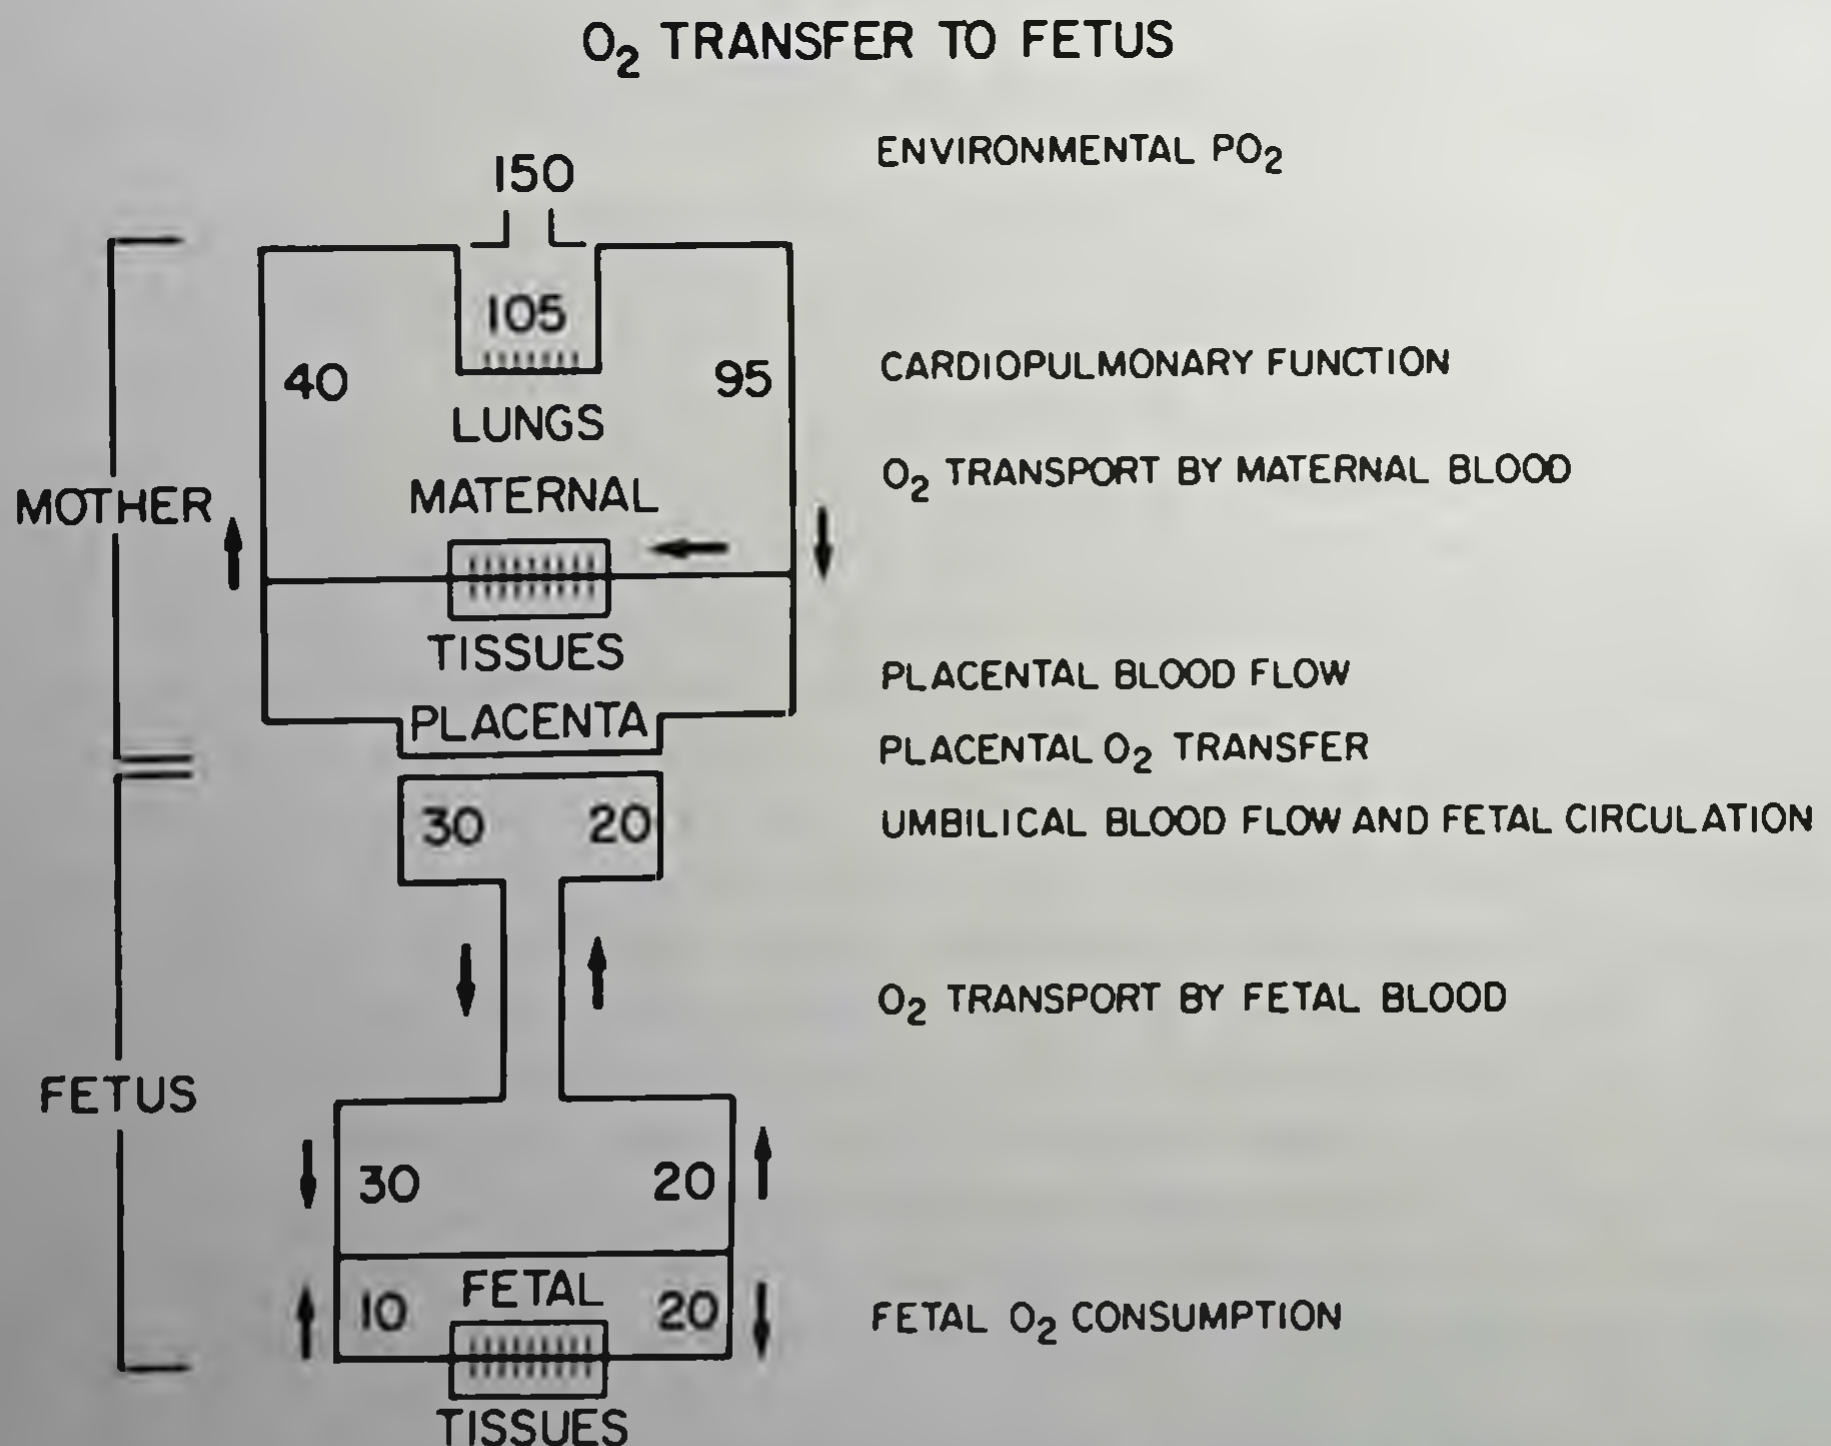 O₂ TRANSFER TO FETUS
ENVIRONMENTAL PO₂
150
105
40
95
CARDIOPULMONARY FUNCTION
LUNGS
O₂ TRANSPORT BY MATERNAL BLOOD
MATERNAL
MOTHER
TISSUES
PLACENTAL BLOOD FLOW
PLACENTA
PLACENTAL O₂ TRANSFER
30 20
UMBILICAL BLOOD FLOW AND FETAL CIRCULATION
O₂ TRANSPORT BY FETAL BLOOD
FETUS
30 20
FETAL
10 20
FETAL O₂ CONSUMPTION
TISSUES